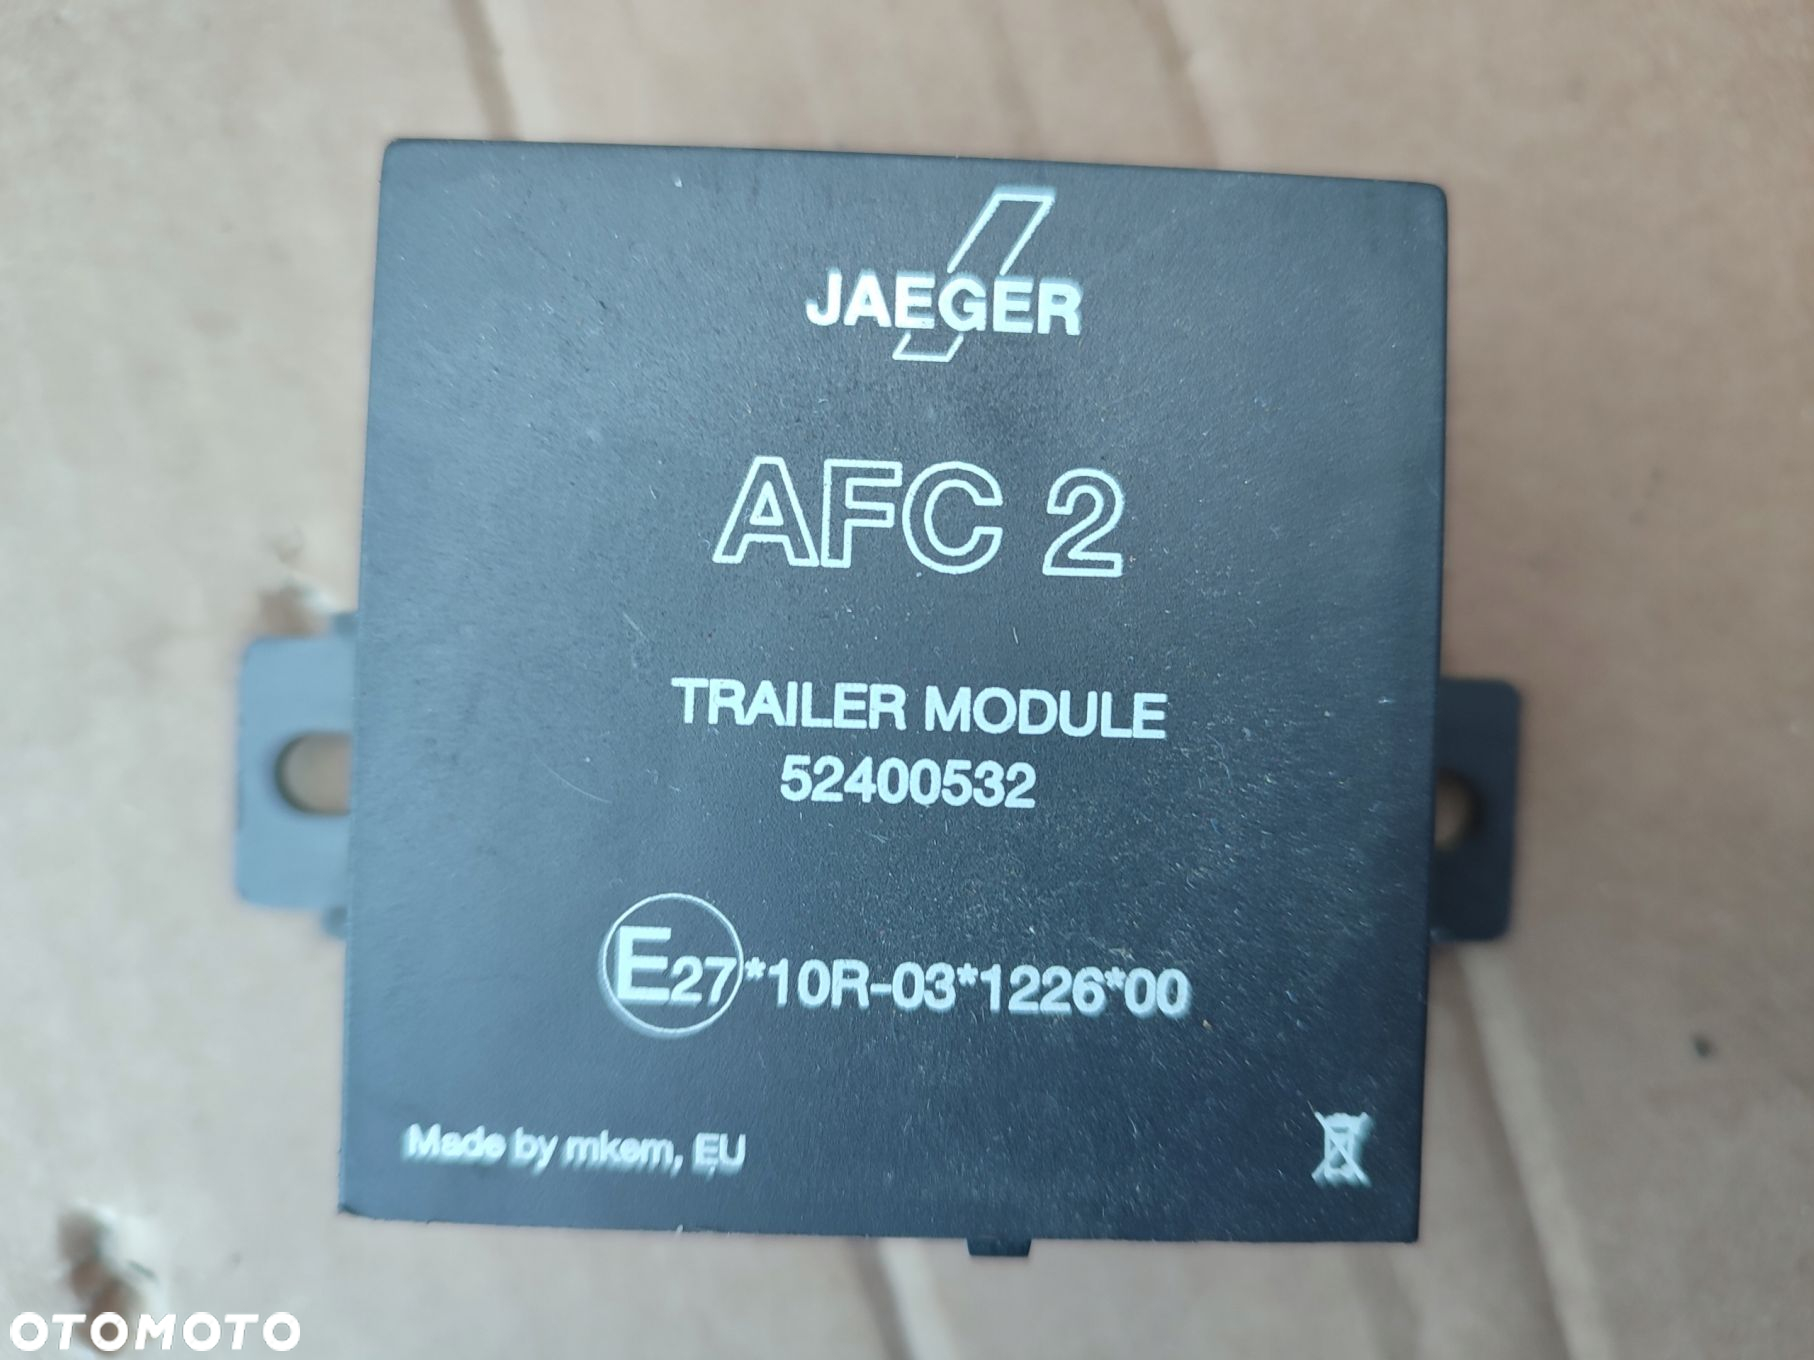 JAEGER
AFC 2
TRAILER MODULE
52400532
E27*10R-03*1226*00
Made by mkem, EU
OTOMOTO